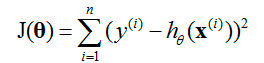 J(θ) = ∑_{i=1}^{n} (y^{(i)} − h_θ(x^{(i)}))²